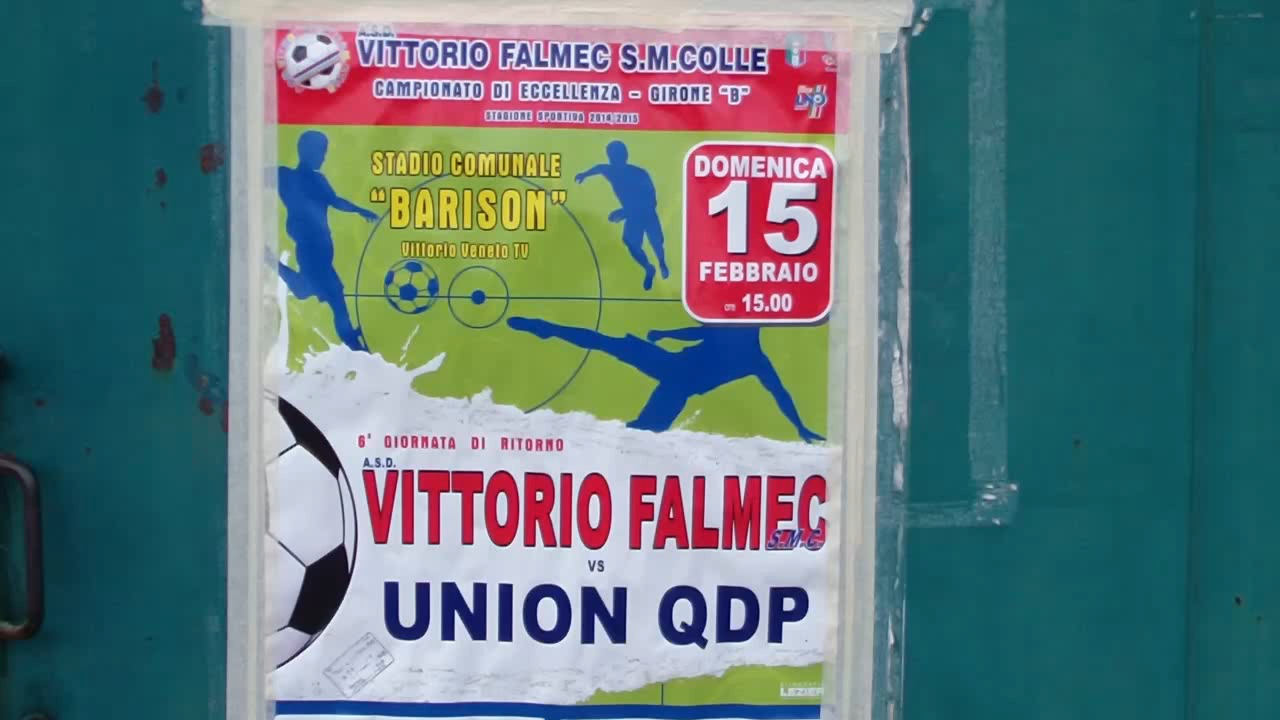 A.S.D.
VITTORIO FALMEC S.M.COLLE
CAMPIONATO DI ECCELLENZA - GIRONE "B"
STAGIONE SPORTIVA 2014/2015
STADIO COMUNALE
"BARISON"
Vittorio Veneto TV
DOMENICA
15
FEBBRAIO
ore 15.00
6ª GIORNATA DI RITORNO
A.S.D.
VITTORIO FALMEC
S.M.C.
VS
UNION QDP